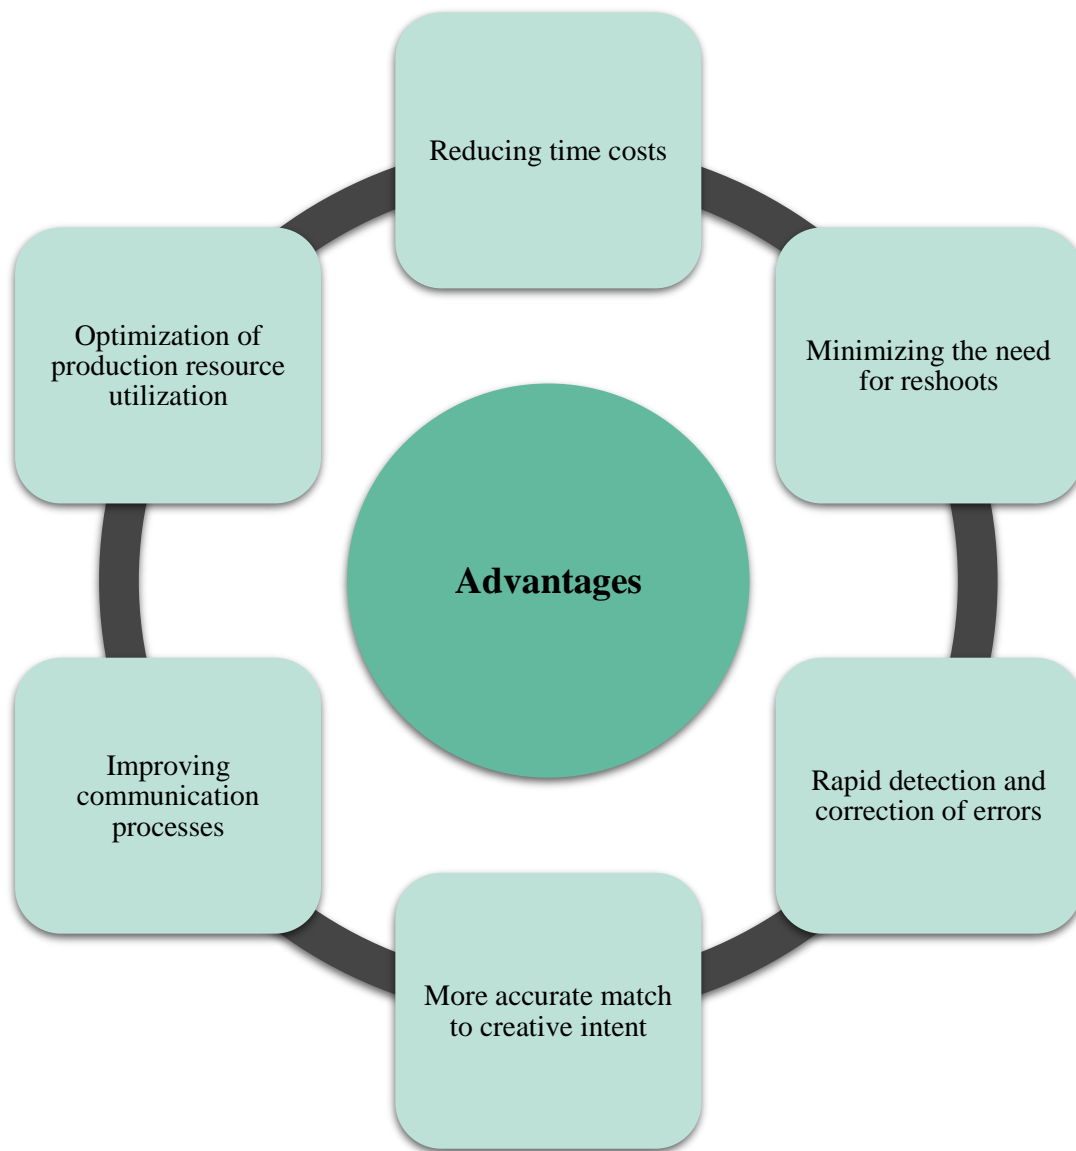 Reducing time costs
Minimizing the need
for reshoots
Rapid detection and
correction of errors
More accurate match
to creative intent
Improving
communication
processes
Optimization of
production resource
utilization
Advantages